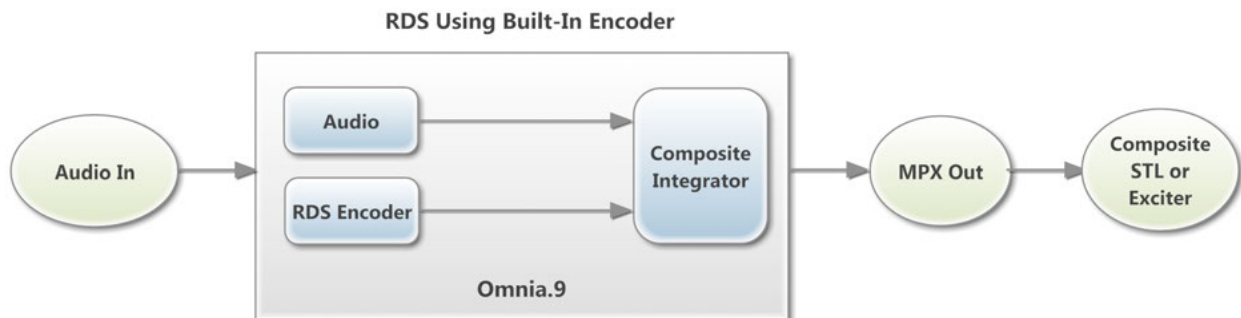 RDS Using Built-In Encoder
Audio In
Audio
RDS Encoder
Composite
Integrator
Omnia.9
MPX Out
Composite
STL or
Exciter